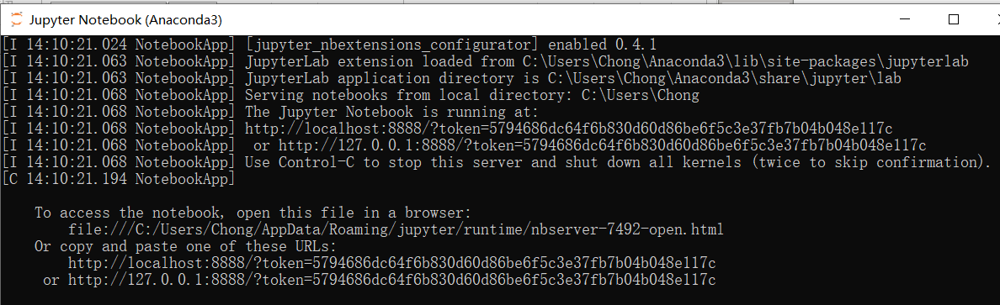 Jupyter Notebook (Anaconda3)
[I 14:10:21.024 NotebookApp] [jupyter_nbextensions_configurator] enabled 0.4.1
[I 14:10:21.063 NotebookApp] JupyterLab extension loaded from C:\Users\Chong\Anaconda3\lib\site-packages\jupyterlab
[I 14:10:21.063 NotebookApp] JupyterLab application directory is C:\Users\Chong\Anaconda3\share\jupyter\lab
[I 14:10:21.068 NotebookApp] Serving notebooks from local directory: C:\Users\Chong
[I 14:10:21.068 NotebookApp] The Jupyter Notebook is running at:
[I 14:10:21.068 NotebookApp] http://localhost:8888/?token=5794686dc64f6b830d60d86be6f5c3e37fb7b04b048e117c
[I 14:10:21.068 NotebookApp]  or http://127.0.0.1:8888/?token=5794686dc64f6b830d60d86be6f5c3e37fb7b04b048e117c
[I 14:10:21.068 NotebookApp] Use Control-C to stop this server and shut down all kernels (twice to skip confirmation).
[C 14:10:21.194 NotebookApp]
To access the notebook, open this file in a browser:
file:///C:/Users/Chong/AppData/Roaming/jupyter/runtime/nbserver-7492-open.html
Or copy and paste one of these URLs:
http://localhost:8888/?token=5794686dc64f6b830d60d86be6f5c3e37fb7b04b048e117c
or http://127.0.0.1:8888/?token=5794686dc64f6b830d60d86be6f5c3e37fb7b04b048e117c